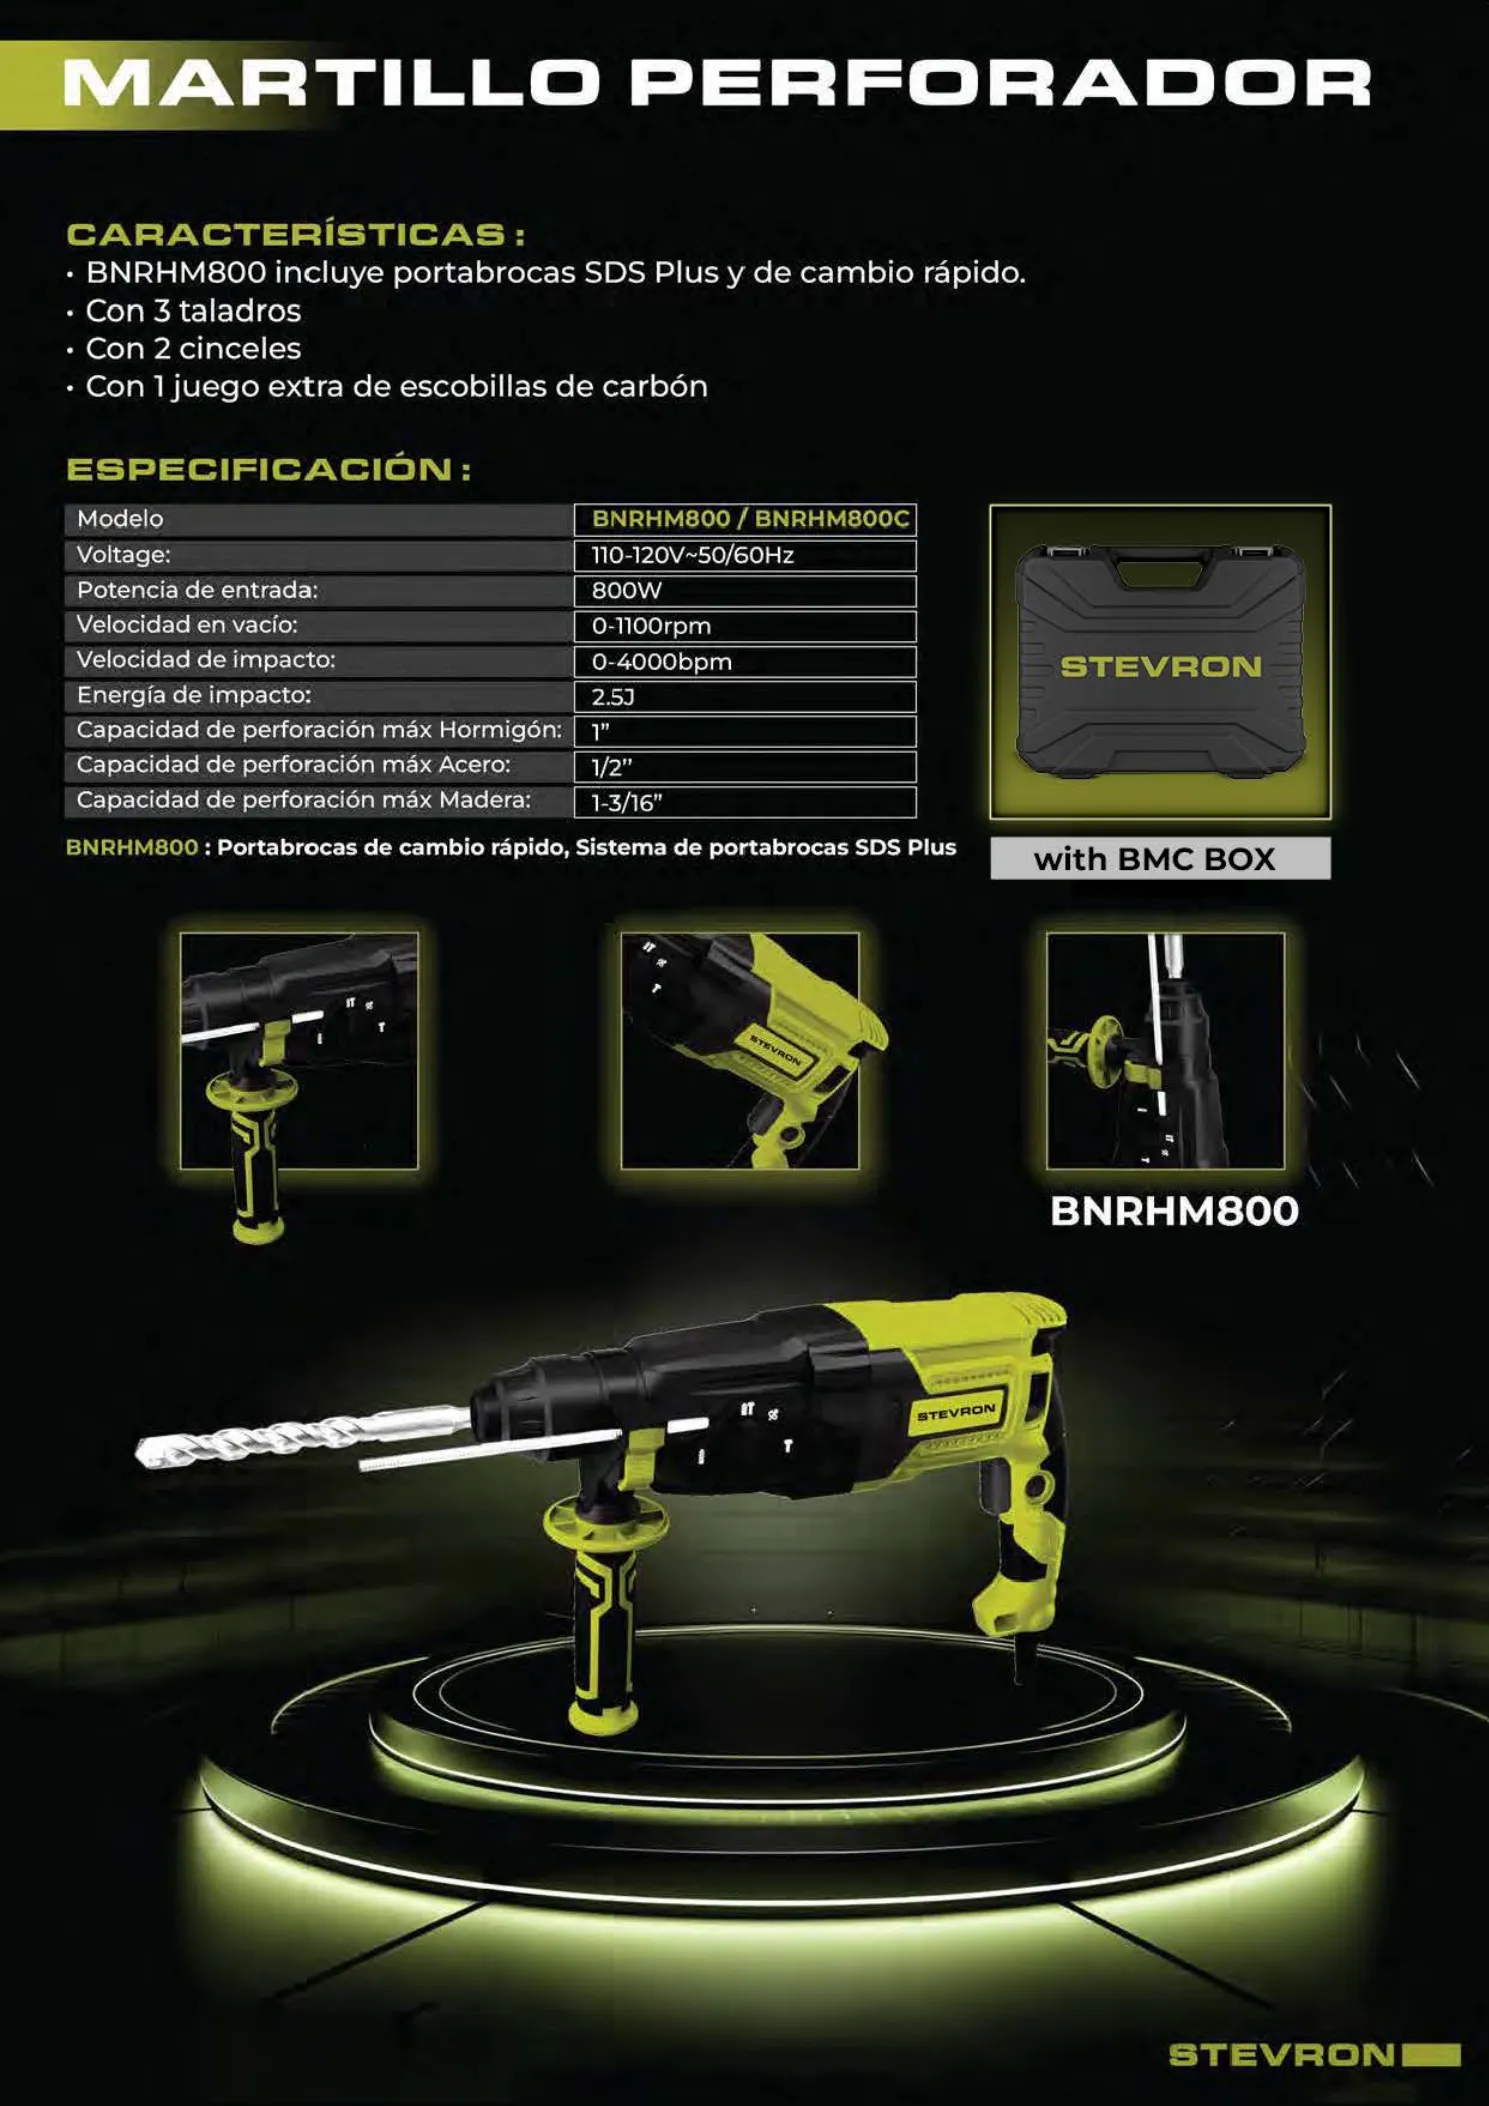 MARTILLO PERFORADOR
CARACTERÍSTICAS :
• BNRHM800 incluye portabrocas SDS Plus y de cambio rápido.
• Con 3 taladros
• Con 2 cinceles
• Con 1 juego extra de escobillas de carbón
ESPECIFICACIÓN :
Modelo BNRHM800 / BNRHM800C
Voltage: 110-120V~50/60Hz
Potencia de entrada: 800W
Velocidad en vacío: 0-1100rpm
Velocidad de impacto: 0-4000bpm
Energía de impacto: 2.5J
Capacidad de perforación máx Hormigón: 1”
Capacidad de perforación máx Acero: 1/2”
Capacidad de perforación máx Madera: 1-3/16”
BNRHM800 : Portabrocas de cambio rápido, Sistema de portabrocas SDS Plus
STEVRON
with BMC BOX
STEVRON
BNRHM800
STEVRON
STEVRON